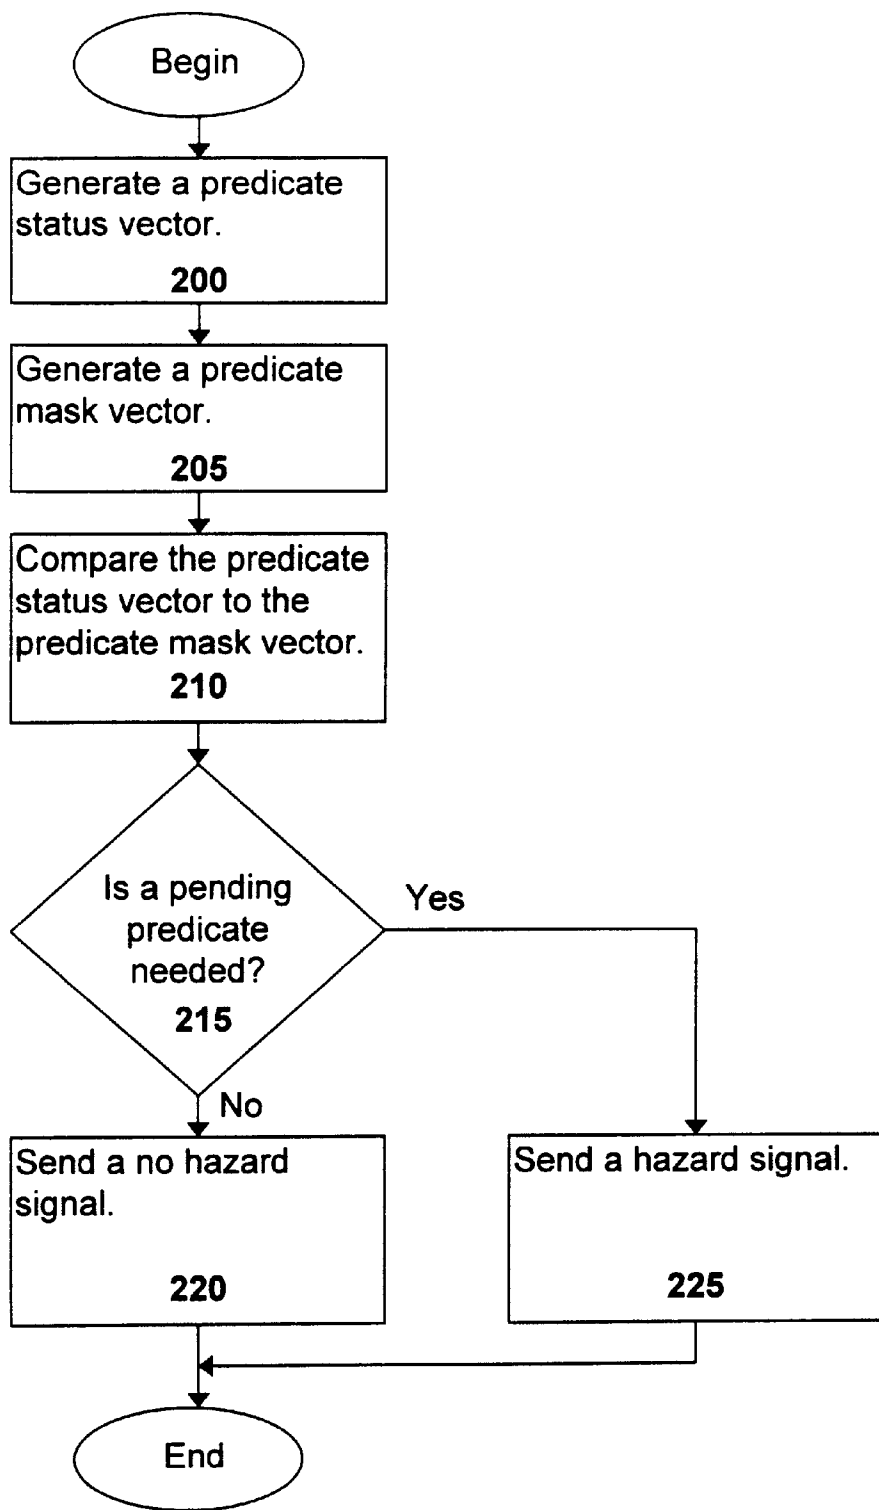 Begin
Generate a predicate
status vector.
200
Generate a predicate
mask vector.
205
Compare the predicate
status vector to the
predicate mask vector.
210
Is a pending
predicate
needed?
215
Yes
No
Send a no hazard
signal.
220
Send a hazard signal.
225
End